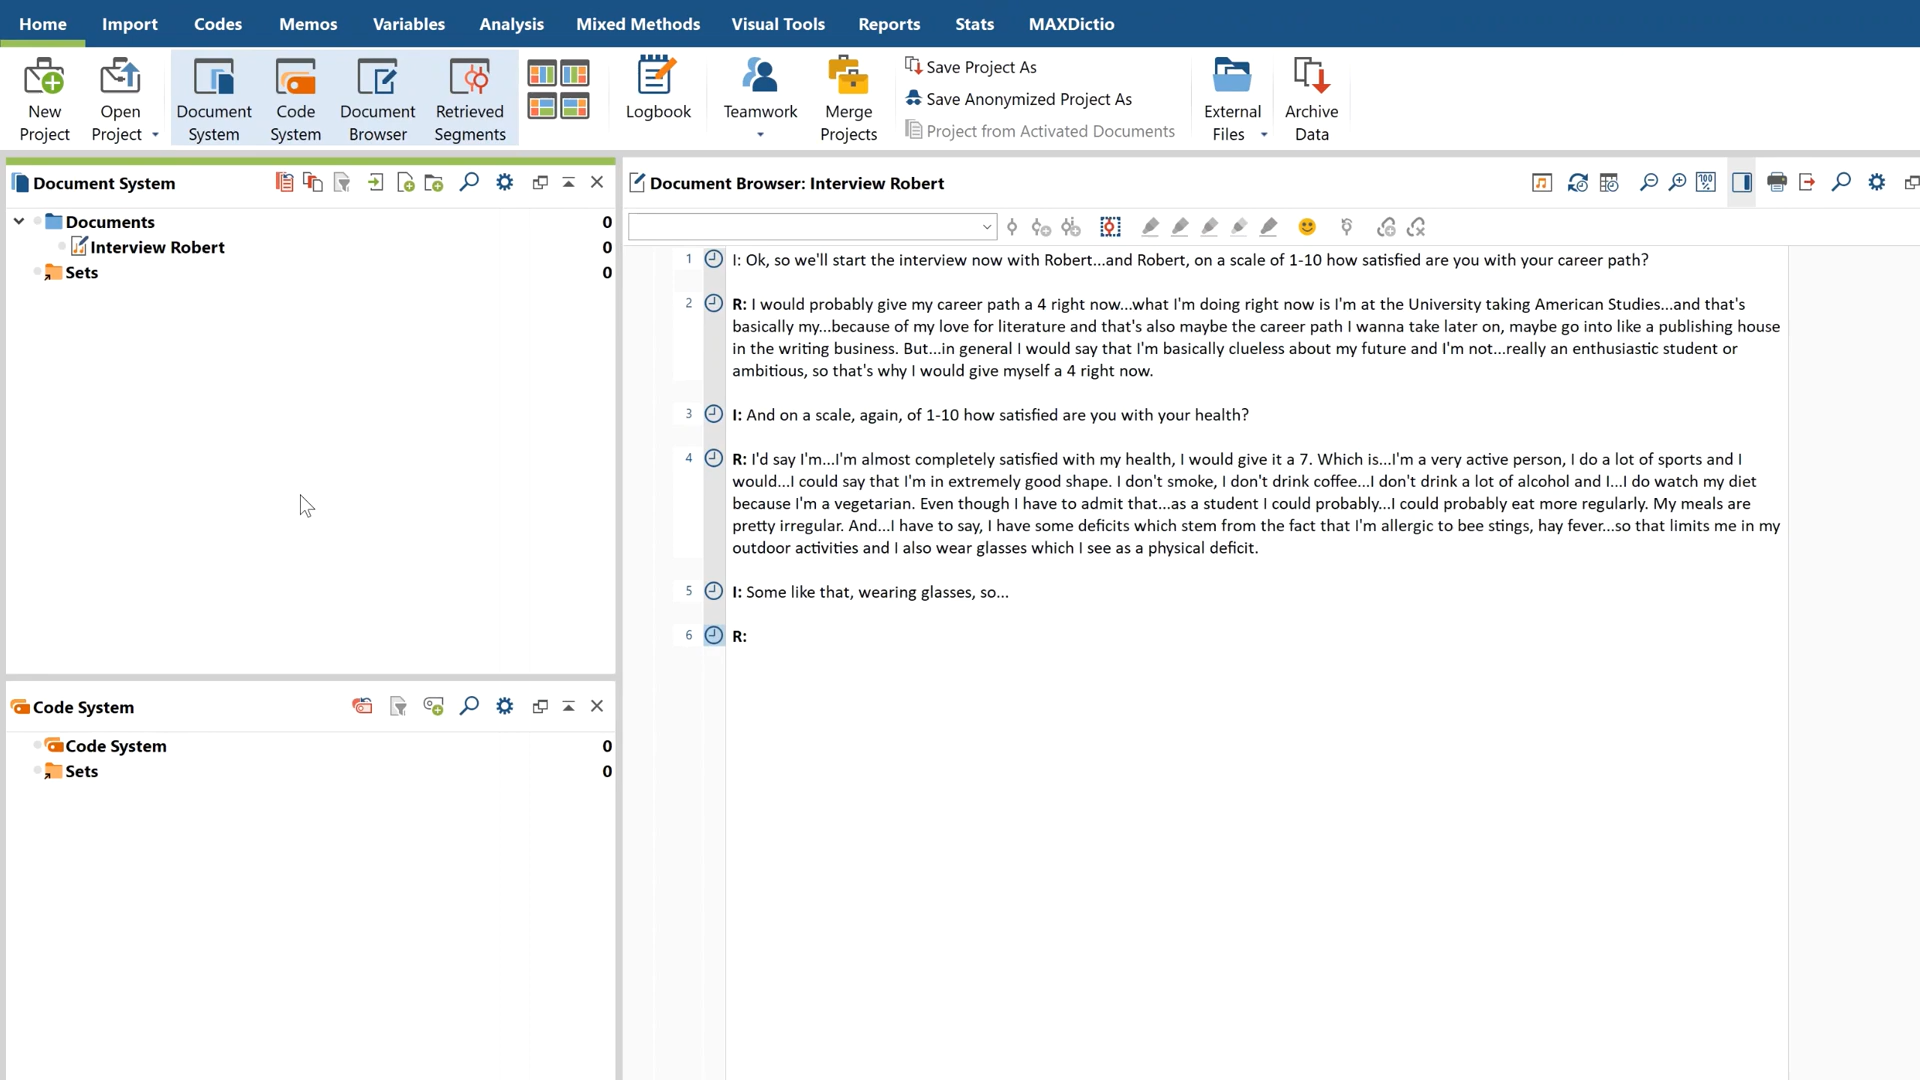 Home Import Codes Memos Variables Analysis Mixed Methods Visual Tools Reports Stats MAXDictio
New Project
Open Project
Document System
Code System
Document Browser
Retrieved Segments
Logbook
Teamwork
Merge Projects
Save Project As
Save Anonymized Project As
Project from Activated Documents
External Files
Archive Data
Document System
Documents 0
Interview Robert 0
Sets 0
Code System
Code System 0
Sets 0
Document Browser: Interview Robert
100 %
1 I: Ok, so we'll start the interview now with Robert...and Robert, on a scale of 1-10 how satisfied are you with your career path?
2 R: I would probably give my career path a 4 right now...what I'm doing right now is I'm at the University taking American Studies...and that's
basically my...because of my love for literature and that's also maybe the career path I wanna take later on, maybe go into like a publishing house
in the writing business. But...in general I would say that I'm basically clueless about my future and I'm not...really an enthusiastic student or
ambitious, so that's why I would give myself a 4 right now.
3 I: And on a scale, again, of 1-10 how satisfied are you with your health?
4 R: I'd say I'm...I'm almost completely satisfied with my health, I would give it a 7. Which is...I'm a very active person, I do a lot of sports and I
would...I could say that I'm in extremely good shape. I don't smoke, I don't drink coffee...I don't drink a lot of alcohol and I...I do watch my diet
because I'm a vegetarian. Even though I have to admit that...as a student I could probably...I could probably eat more regularly. My meals are
pretty irregular. And...I have to say, I have some deficits which stem from the fact that I'm allergic to bee stings, hay fever...so that limits me in my
outdoor activities and I also wear glasses which I see as a physical deficit.
5 I: Some like that, wearing glasses, so...
6 R: